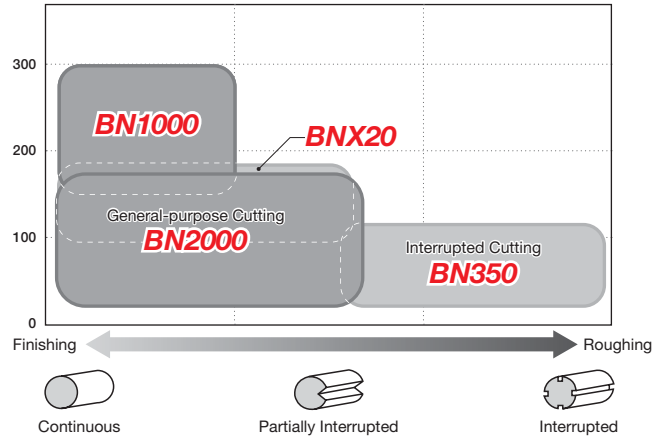 300
200
100
0
BN1000
BNX20
General-purpose Cutting
BN2000
Interrupted Cutting
BN350
Finishing
Roughing
Continuous
Partially Interrupted
Interrupted